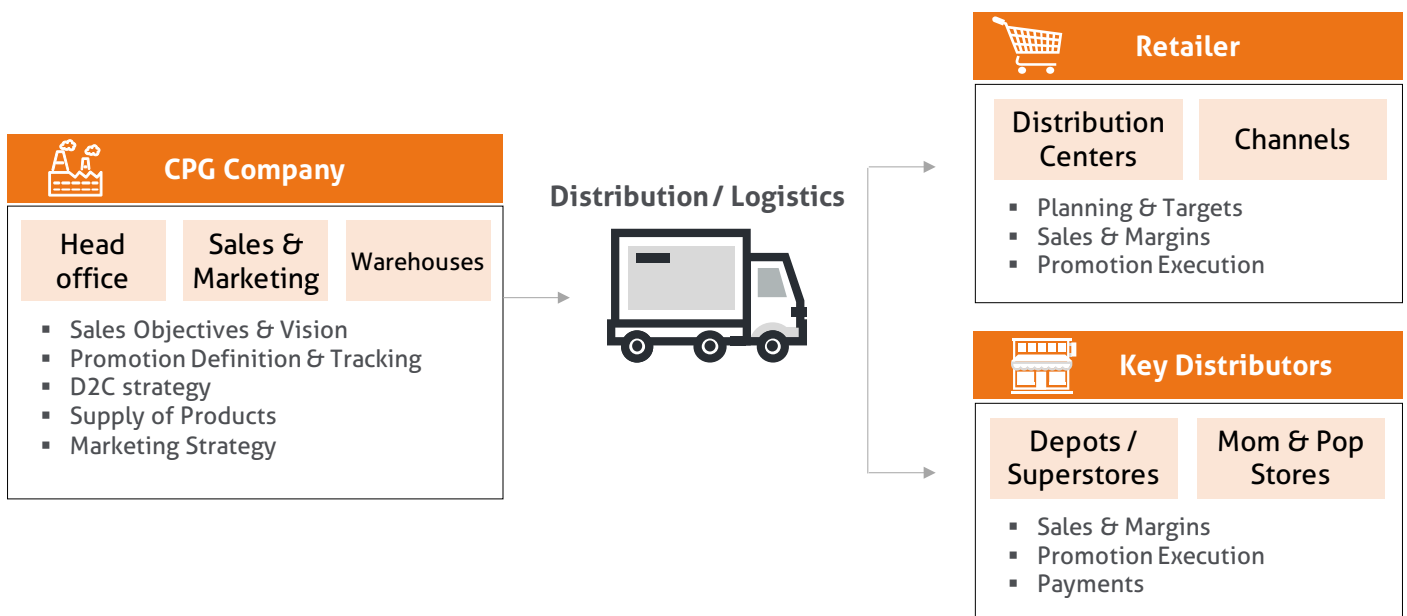 CPG Company
Head
office
Sales &
Marketing
Warehouses
▪ Sales Objectives & Vision
▪ Promotion Definition & Tracking
▪ D2C strategy
▪ Supply of Products
▪ Marketing Strategy
Distribution / Logistics
Retailer
Distribution
Centers
Channels
▪ Planning & Targets
▪ Sales & Margins
▪ Promotion Execution
Key Distributors
Depots /
Superstores
Mom & Pop
Stores
▪ Sales & Margins
▪ Promotion Execution
▪ Payments